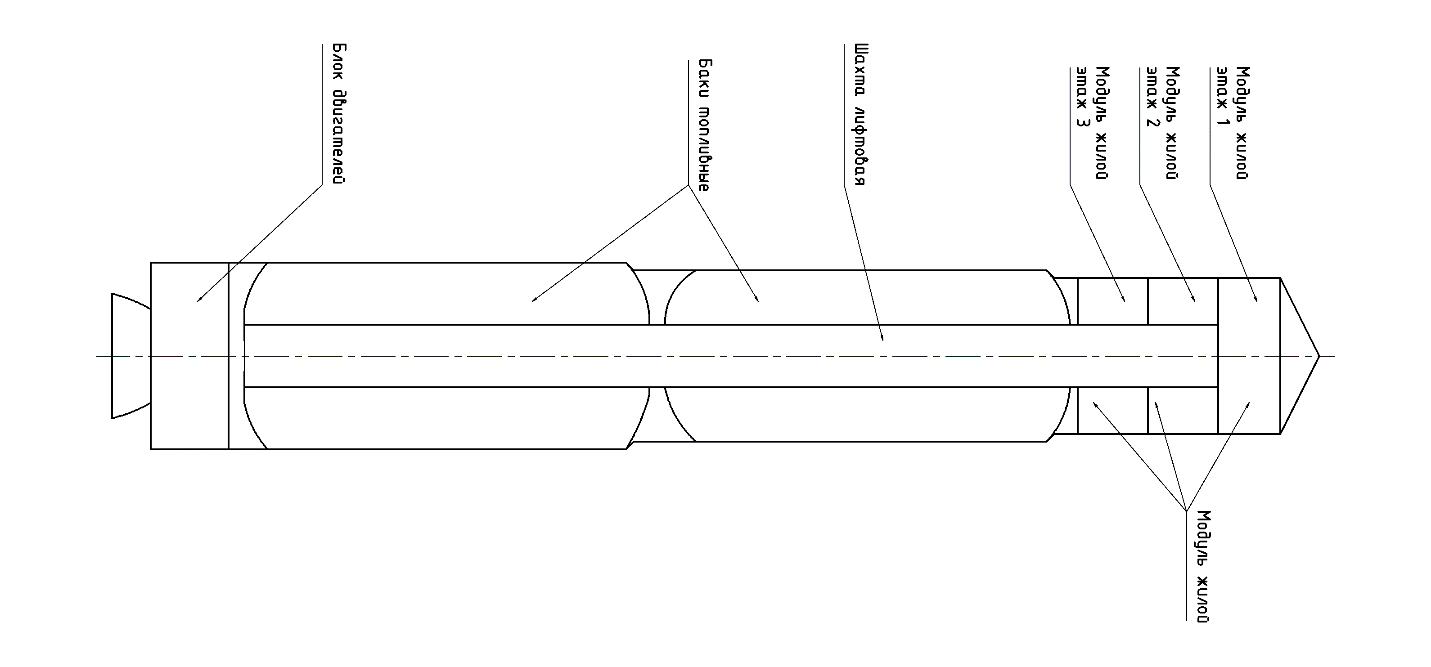 Модуль жилой
этаж 1
Модуль жилой
этаж 2
Модуль жилой
этаж 3
Шахта лифтовая
Баки топливные
Блок двигателей
Модуль жилой